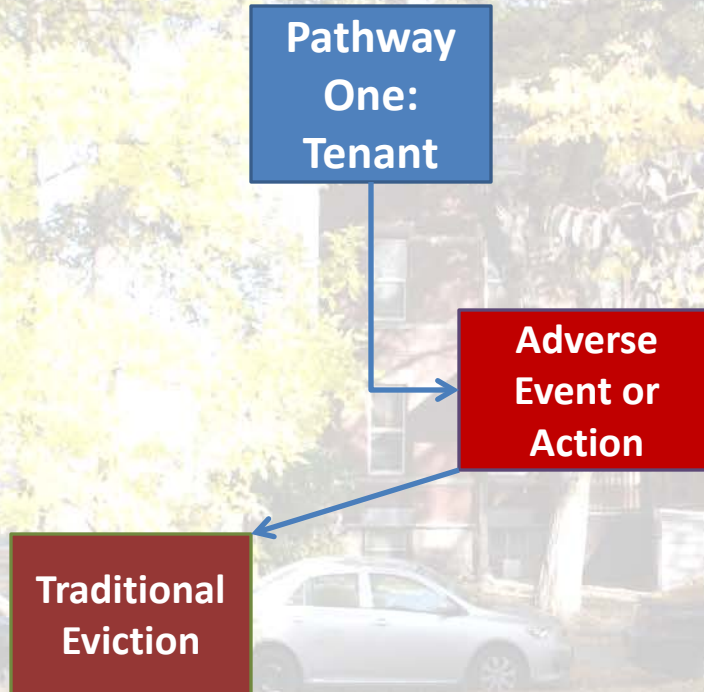 Pathway
One:
Tenant
Adverse
Event or
Action
Traditional
Eviction